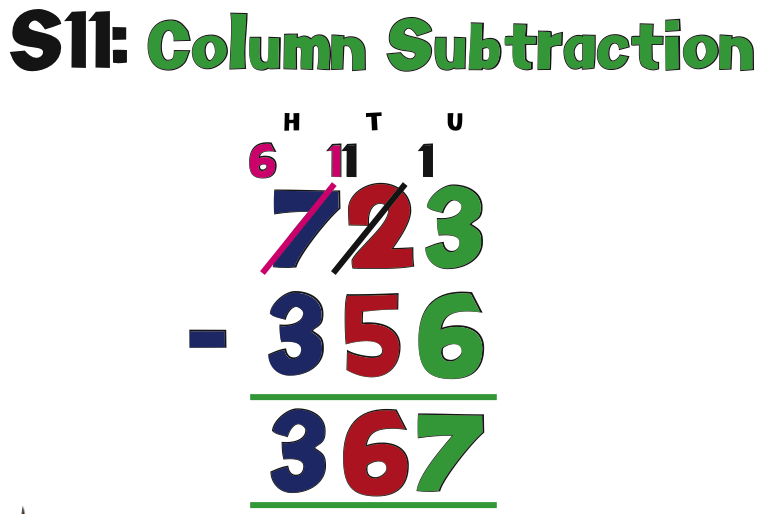 S11: Column Subtraction
H T U
6 11 1
723
- 356
367